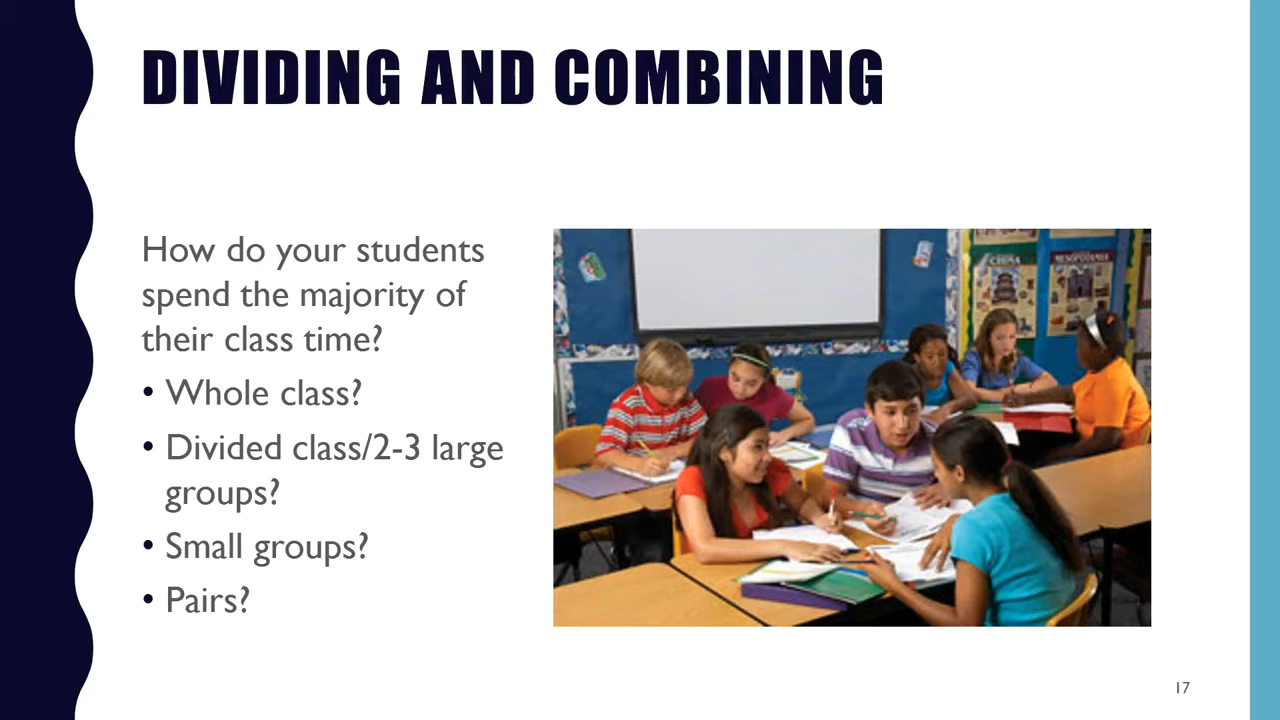 DIVIDING AND COMBINING
How do your students
spend the majority of
their class time?
• Whole class?
• Divided class/2-3 large
groups?
• Small groups?
• Pairs?
CHINA
MESOPOTAMIA
17